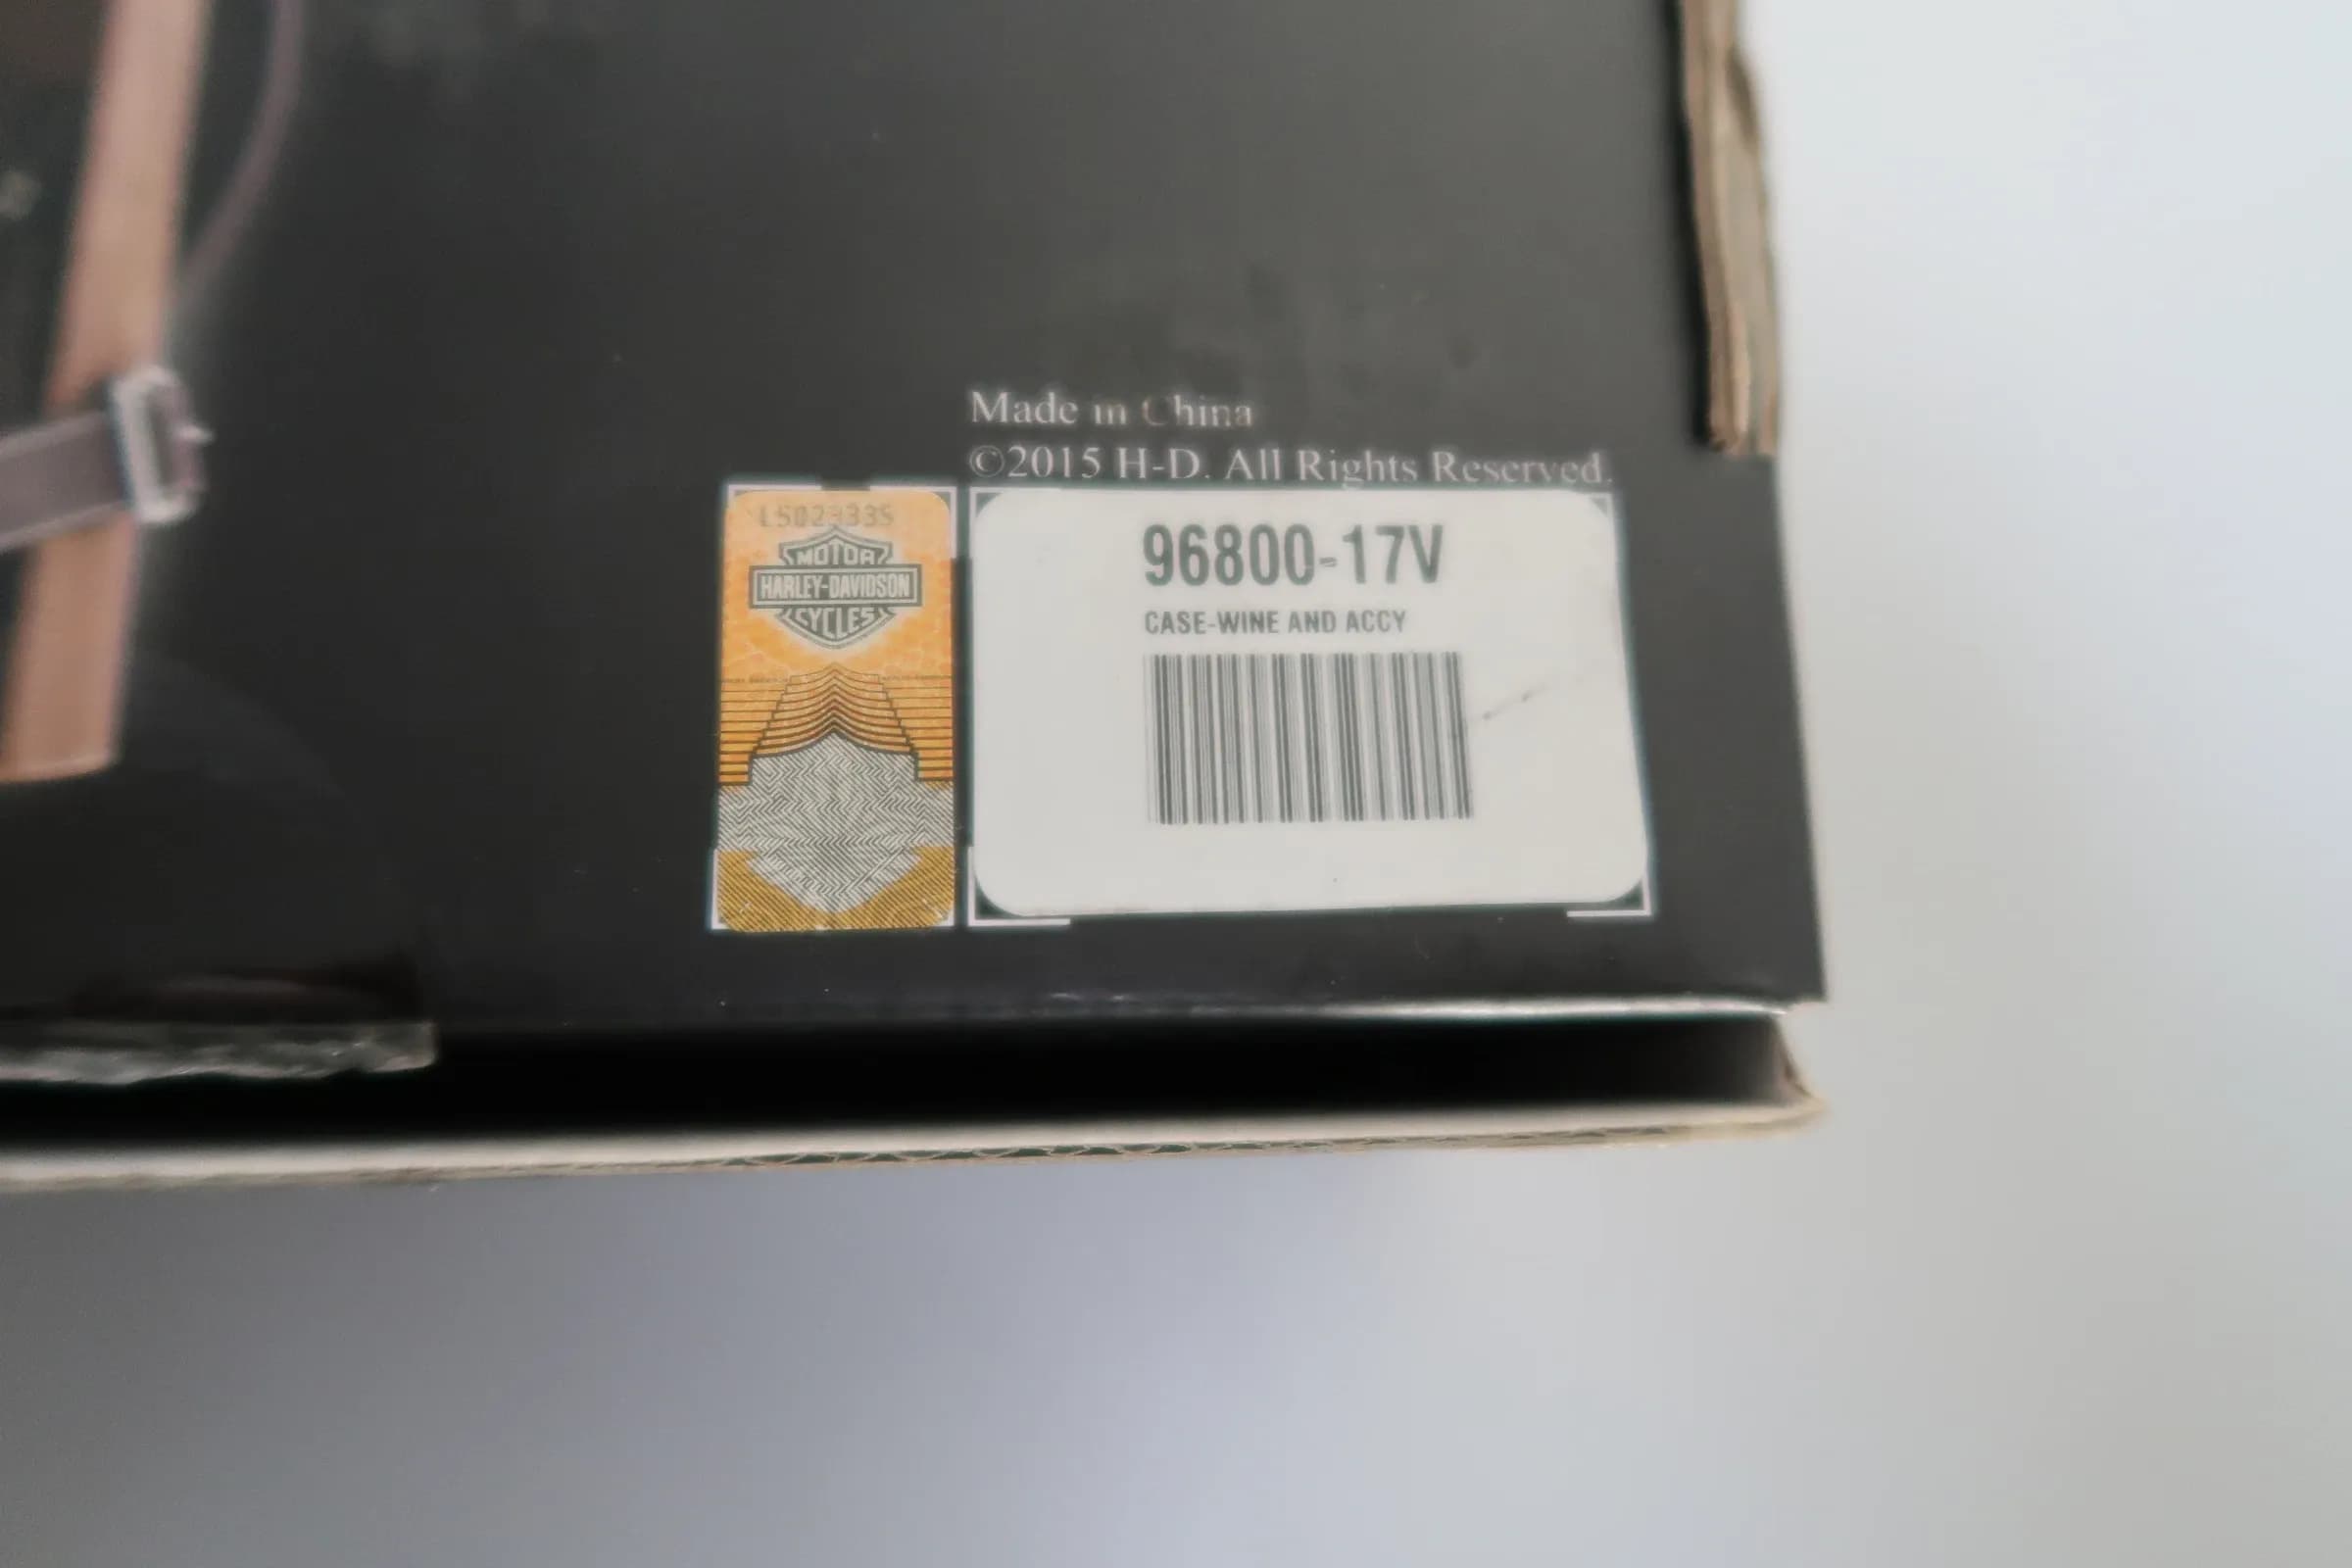 Made in China
©2015 H-D. All Rights Reserved.
MOTOR
HARLEY-DAVIDSON
CYCLES
96800-17V
CASE-WINE AND ACCY